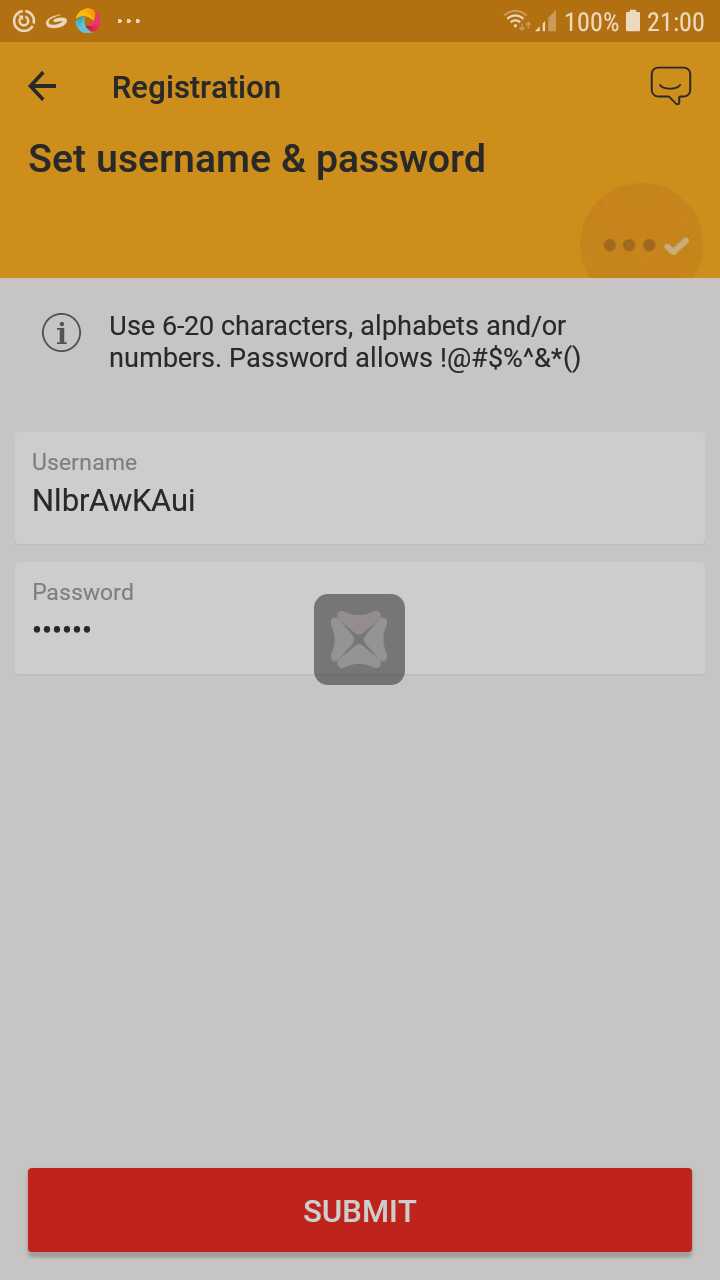 100% 21:00
Registration
Set username & password
Use 6-20 characters, alphabets and/or
numbers. Password allows !@#$%^&*()
Username
NlbrAwKAui
Password
••••••
SUBMIT